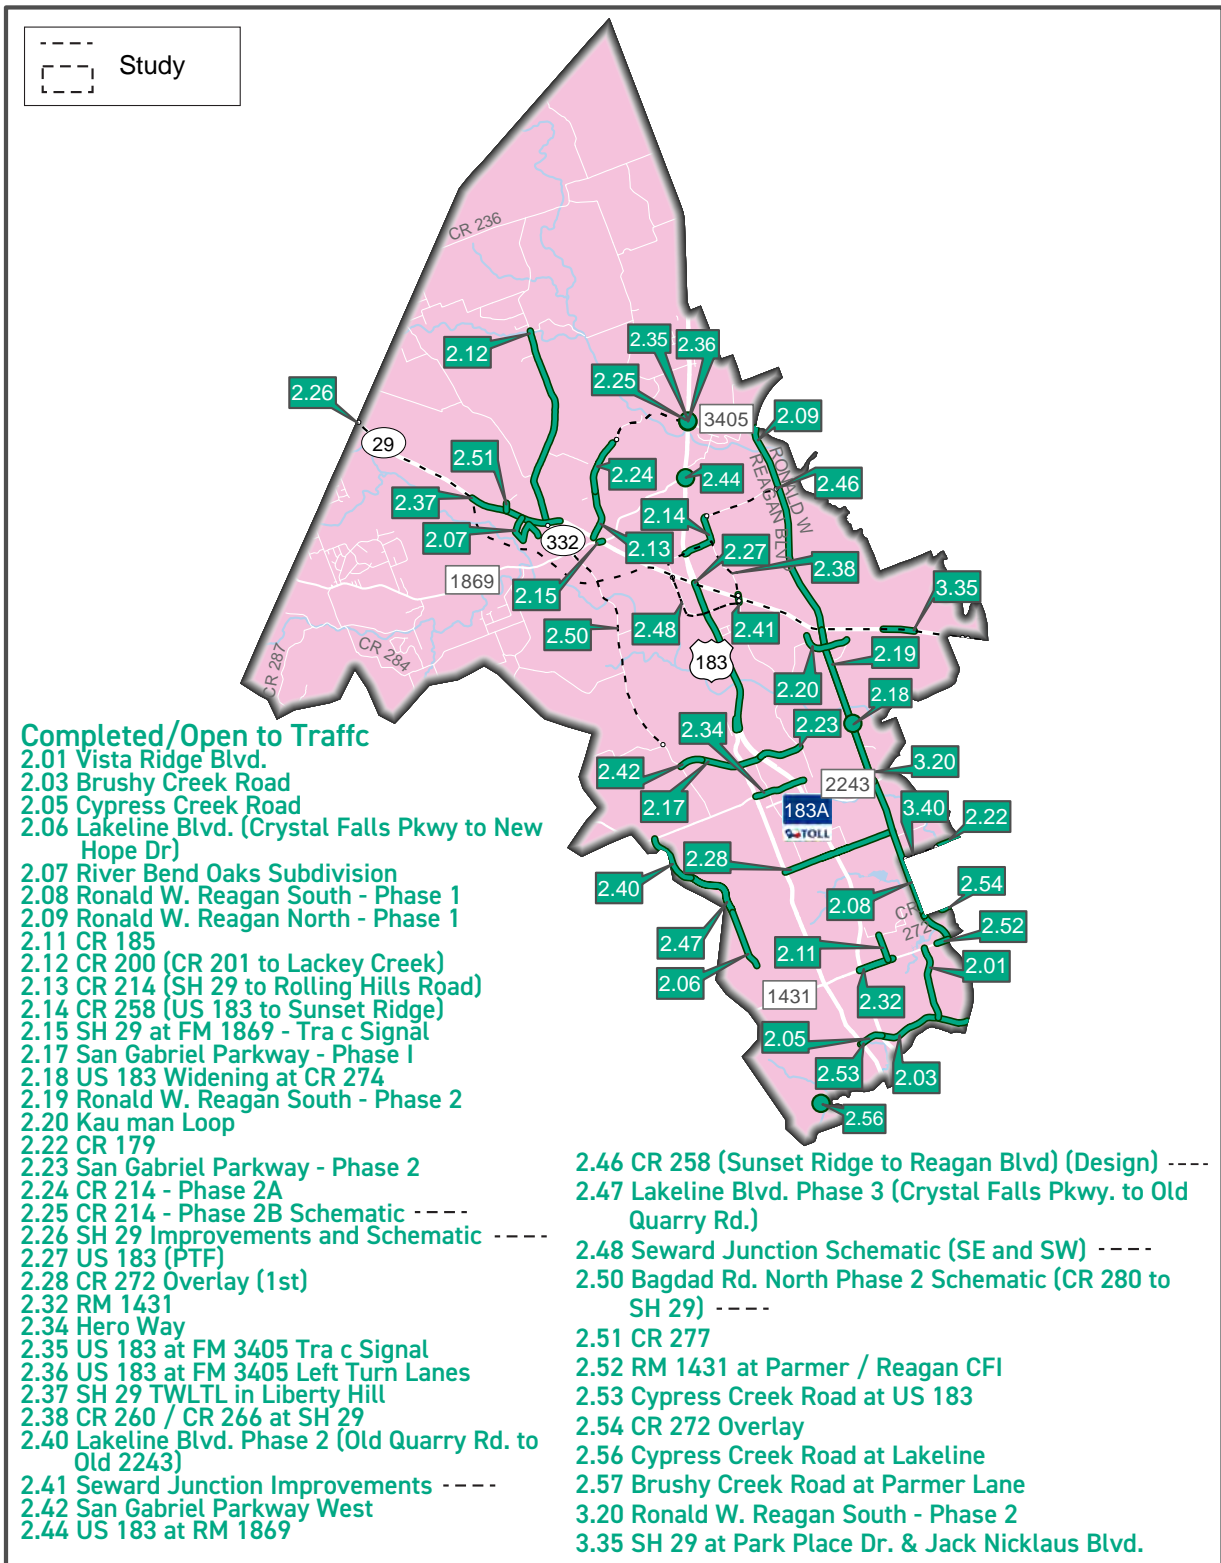 Study
CR 236
2.35
2.36
2.12
2.25
2.26
3405
2.09
29
2.51
2.24
2.44
RONALD W
REAGAN BLVD
2.46
2.37
2.14
2.07
332
2.13
2.27
2.38
1869
2.15
3.35
2.50
2.48
2.41
CR 284
CR 287
183
2.19
2.20
2.18
2.34
2.23
2.42
3.20
2243
2.17
183A
TOLL
3.40
2.22
2.28
2.40
2.54
2.08
CR
272
2.52
2.47
2.11
2.01
2.06
1431
2.32
2.05
2.53
2.03
2.56
Completed/Open to Traffc
2.01 Vista Ridge Blvd.
2.03 Brushy Creek Road
2.05 Cypress Creek Road
2.06 Lakeline Blvd. (Crystal Falls Pkwy to New
Hope Dr)
2.07 River Bend Oaks Subdivision
2.08 Ronald W. Reagan South - Phase 1
2.09 Ronald W. Reagan North - Phase 1
2.11 CR 185
2.12 CR 200 (CR 201 to Lackey Creek)
2.13 CR 214 (SH 29 to Rolling Hills Road)
2.14 CR 258 (US 183 to Sunset Ridge)
2.15 SH 29 at FM 1869 - Tra c Signal
2.17 San Gabriel Parkway - Phase I
2.18 US 183 Widening at CR 274
2.19 Ronald W. Reagan South - Phase 2
2.20 Kau man Loop
2.22 CR 179
2.23 San Gabriel Parkway - Phase 2
2.24 CR 214 - Phase 2A
2.25 CR 214 - Phase 2B Schematic ----
2.26 SH 29 Improvements and Schematic ----
2.27 US 183 (PTF)
2.28 CR 272 Overlay (1st)
2.32 RM 1431
2.34 Hero Way
2.35 US 183 at FM 3405 Tra c Signal
2.36 US 183 at FM 3405 Left Turn Lanes
2.37 SH 29 TWLTL in Liberty Hill
2.38 CR 260 / CR 266 at SH 29
2.40 Lakeline Blvd. Phase 2 (Old Quarry Rd. to
Old 2243)
2.41 Seward Junction Improvements ----
2.42 San Gabriel Parkway West
2.44 US 183 at RM 1869
2.46 CR 258 (Sunset Ridge to Reagan Blvd) (Design) ----
2.47 Lakeline Blvd. Phase 3 (Crystal Falls Pkwy. to Old
Quarry Rd.)
2.48 Seward Junction Schematic (SE and SW) ----
2.50 Bagdad Rd. North Phase 2 Schematic (CR 280 to
SH 29) ----
2.51 CR 277
2.52 RM 1431 at Parmer / Reagan CFI
2.53 Cypress Creek Road at US 183
2.54 CR 272 Overlay
2.56 Cypress Creek Road at Lakeline
2.57 Brushy Creek Road at Parmer Lane
3.20 Ronald W. Reagan South - Phase 2
3.35 SH 29 at Park Place Dr. & Jack Nicklaus Blvd.